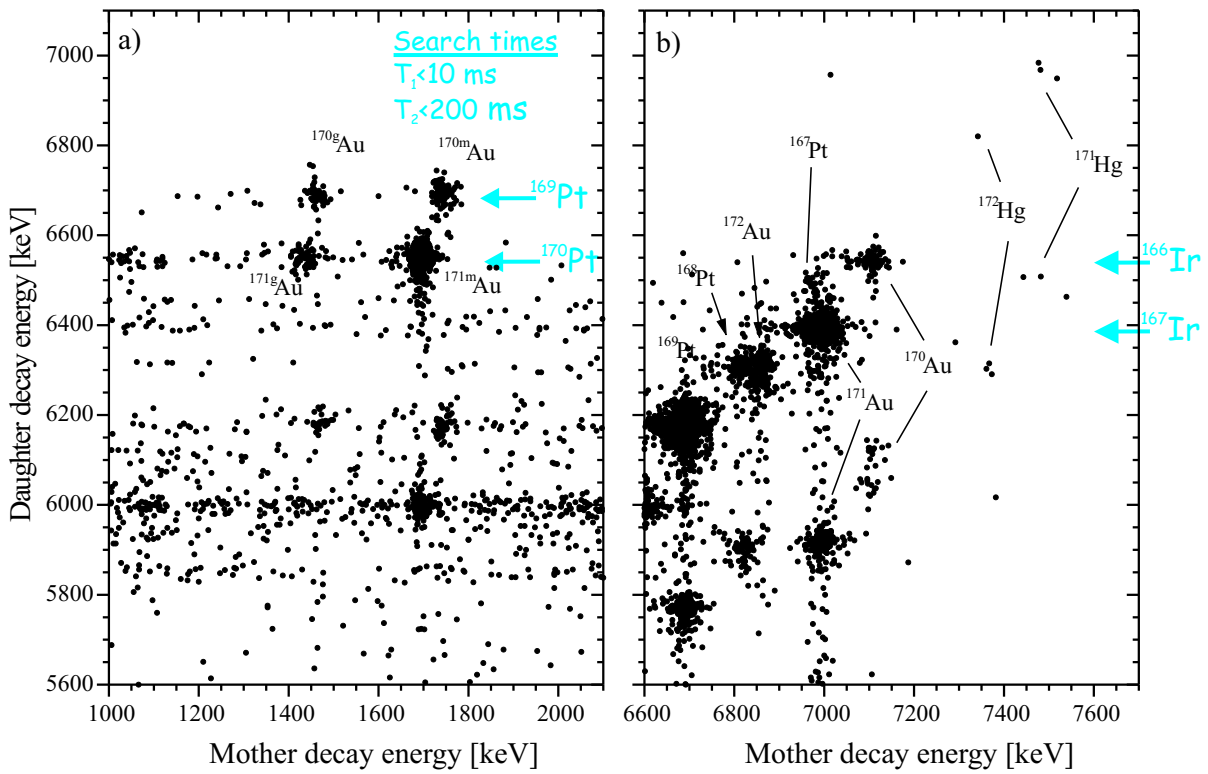 a)
Search times
T₁<10 ms
T₂<200 ms
¹⁷⁰ᵍAu
¹⁷⁰ᵐAu
¹⁶⁹Pt
¹⁷⁰Pt
¹⁷¹ᵍAu
¹⁷¹ᵐAu
7000
6800
6600
6400
6200
6000
5800
5600
Daughter decay energy [keV]
1000 1200 1400 1600 1800 2000
Mother decay energy [keV]
b)
¹⁶⁷Pt
¹⁷¹Hg
¹⁷²Hg
¹⁷²Au
¹⁶⁸Pt
¹⁶⁶Ir
¹⁶⁷Ir
¹⁶⁹Pt
¹⁷⁰Au
¹⁷¹Au
6600 6800 7000 7200 7400 7600
Mother decay energy [keV]